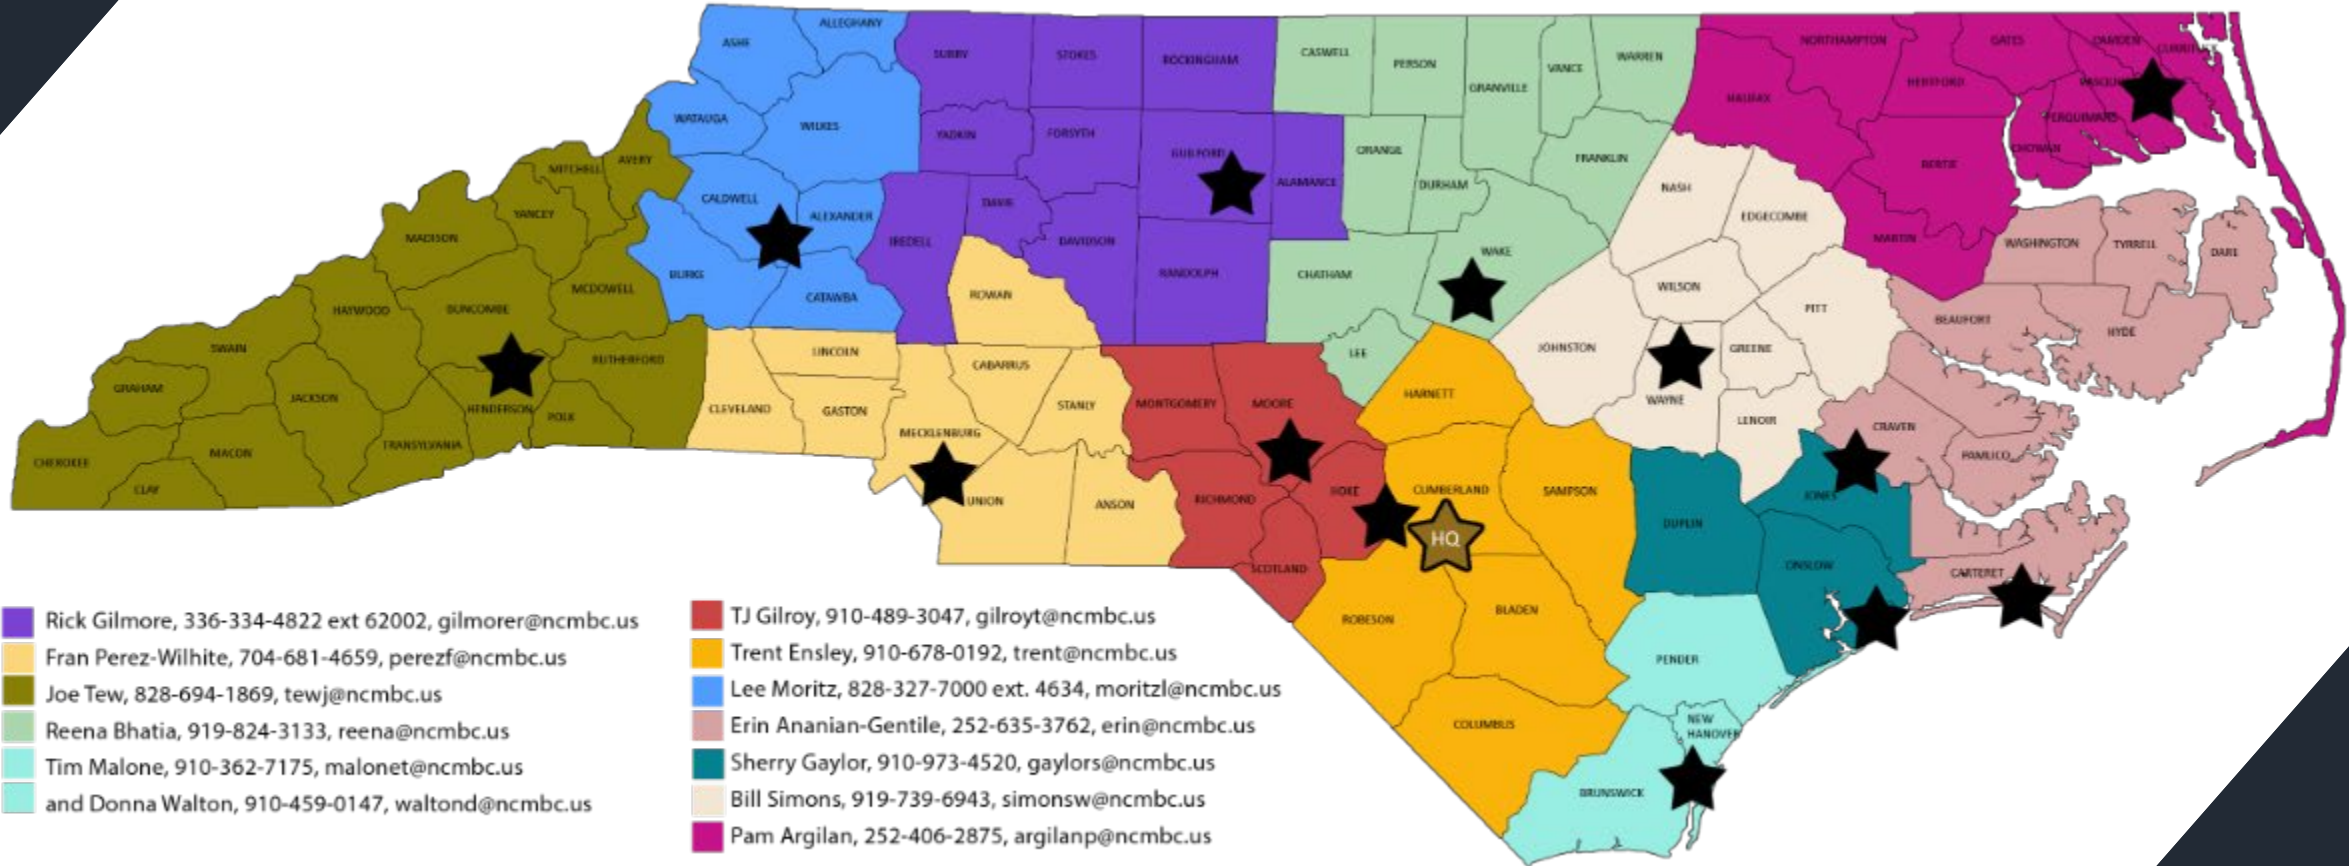 ALLEGHANY
ASHE
SURRY
STOKES
ROCKINGHAM
CASWELL
PERSON
GRANVILLE
VANCE
WARREN
NORTHAMPTON
GATES
CAMDEN
HALIFAX
HERTFORD
PERQUIMANS
CHOWAN
BERTIE
WATAUGA
WILKES
YADKIN
FORSYTH
GUILFORD
ALAMANCE
ORANGE
DURHAM
FRANKLIN
NASH
EDGECOMBE
MARTIN
WASHINGTON
TYRRELL
DARE
AVERY
MITCHELL
YANCEY
MADISON
CALDWELL
ALEXANDER
IREDELL
DAVIE
DAVIDSON
RANDOLPH
CHATHAM
WAKE
WILSON
PITT
BEAUFORT
HYDE
BURKE
CATAWBA
ROWAN
MCDOWELL
BUNCOMBE
HAYWOOD
SWAIN
GRAHAM
JACKSON
RUTHERFORD
HENDERSON
POLK
TRANSYLVANIA
MACON
CHEROKEE
CLAY
LINCOLN
CLEVELAND
GASTON
CABARRUS
STANLY
MECKLENBURG
UNION
ANSON
MONTGOMERY
MOORE
LEE
HARNETT
JOHNSTON
WAYNE
GREENE
LENOIR
CRAVEN
PAMLICO
RICHMOND
HOKE
SCOTLAND
CUMBERLAND
HQ
SAMPSON
DUPLIN
JONES
ONSLOW
CARTERET
ROBESON
BLADEN
COLUMBUS
PENDER
NEW
HANOVER
BRUNSWICK
Rick Gilmore, 336-334-4822 ext 62002, gilmorer@ncmbc.us
Fran Perez-Wilhite, 704-681-4659, perezf@ncmbc.us
Joe Tew, 828-694-1869, tewj@ncmbc.us
Reena Bhatia, 919-824-3133, reena@ncmbc.us
Tim Malone, 910-362-7175, malonet@ncmbc.us
and Donna Walton, 910-459-0147, waltond@ncmbc.us
TJ Gilroy, 910-489-3047, gilroyt@ncmbc.us
Trent Ensley, 910-678-0192, trent@ncmbc.us
Lee Moritz, 828-327-7000 ext. 4634, moritzl@ncmbc.us
Erin Ananian-Gentile, 252-635-3762, erin@ncmbc.us
Sherry Gaylor, 910-973-4520, gaylors@ncmbc.us
Bill Simons, 919-739-6943, simonsw@ncmbc.us
Pam Argilan, 252-406-2875, argilanp@ncmbc.us